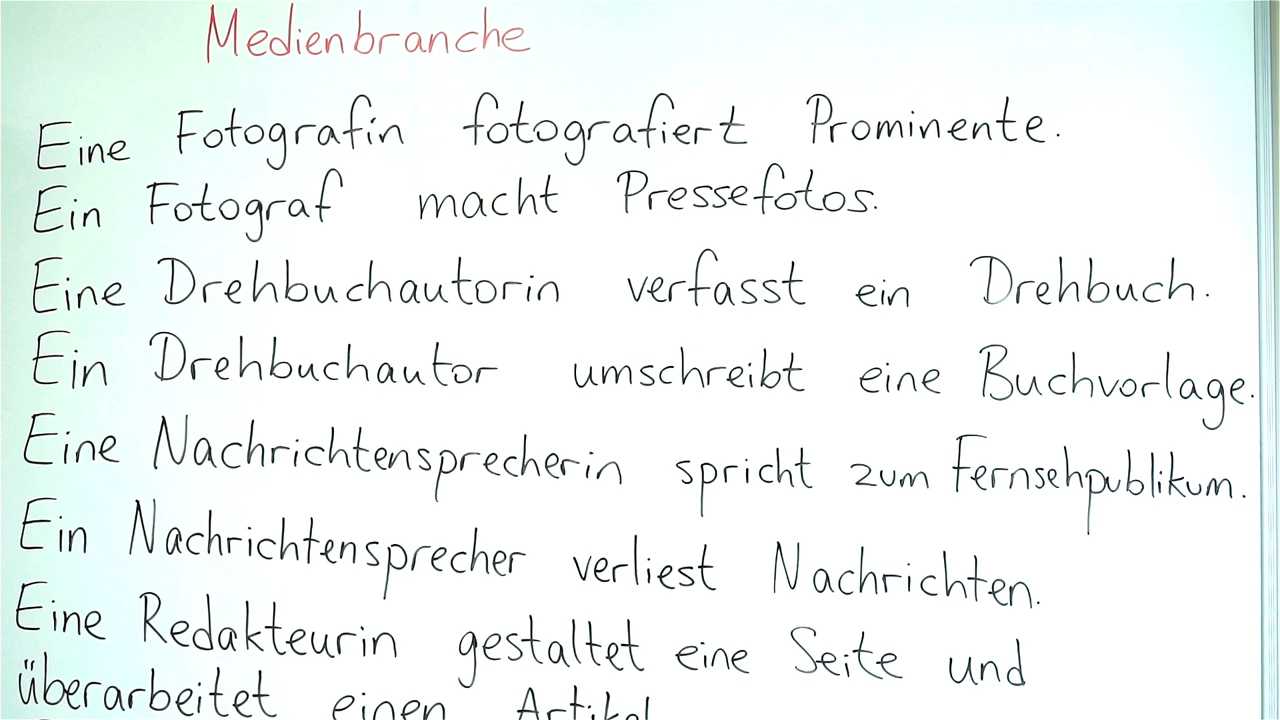 Medienbranche
Eine Fotografin fotografiert Prominente.
Ein Fotograf macht Pressefotos.
Eine Drehbuchautorin verfasst ein Drehbuch.
Ein Drehbuchautor umschreibt eine Buchvorlage.
Eine Nachrichtensprecherin spricht zum Fernsehpublikum.
Ein Nachrichtensprecher verliest Nachrichten.
Eine Redakteurin gestaltet eine Seite und
überarbeitet einen Artikel